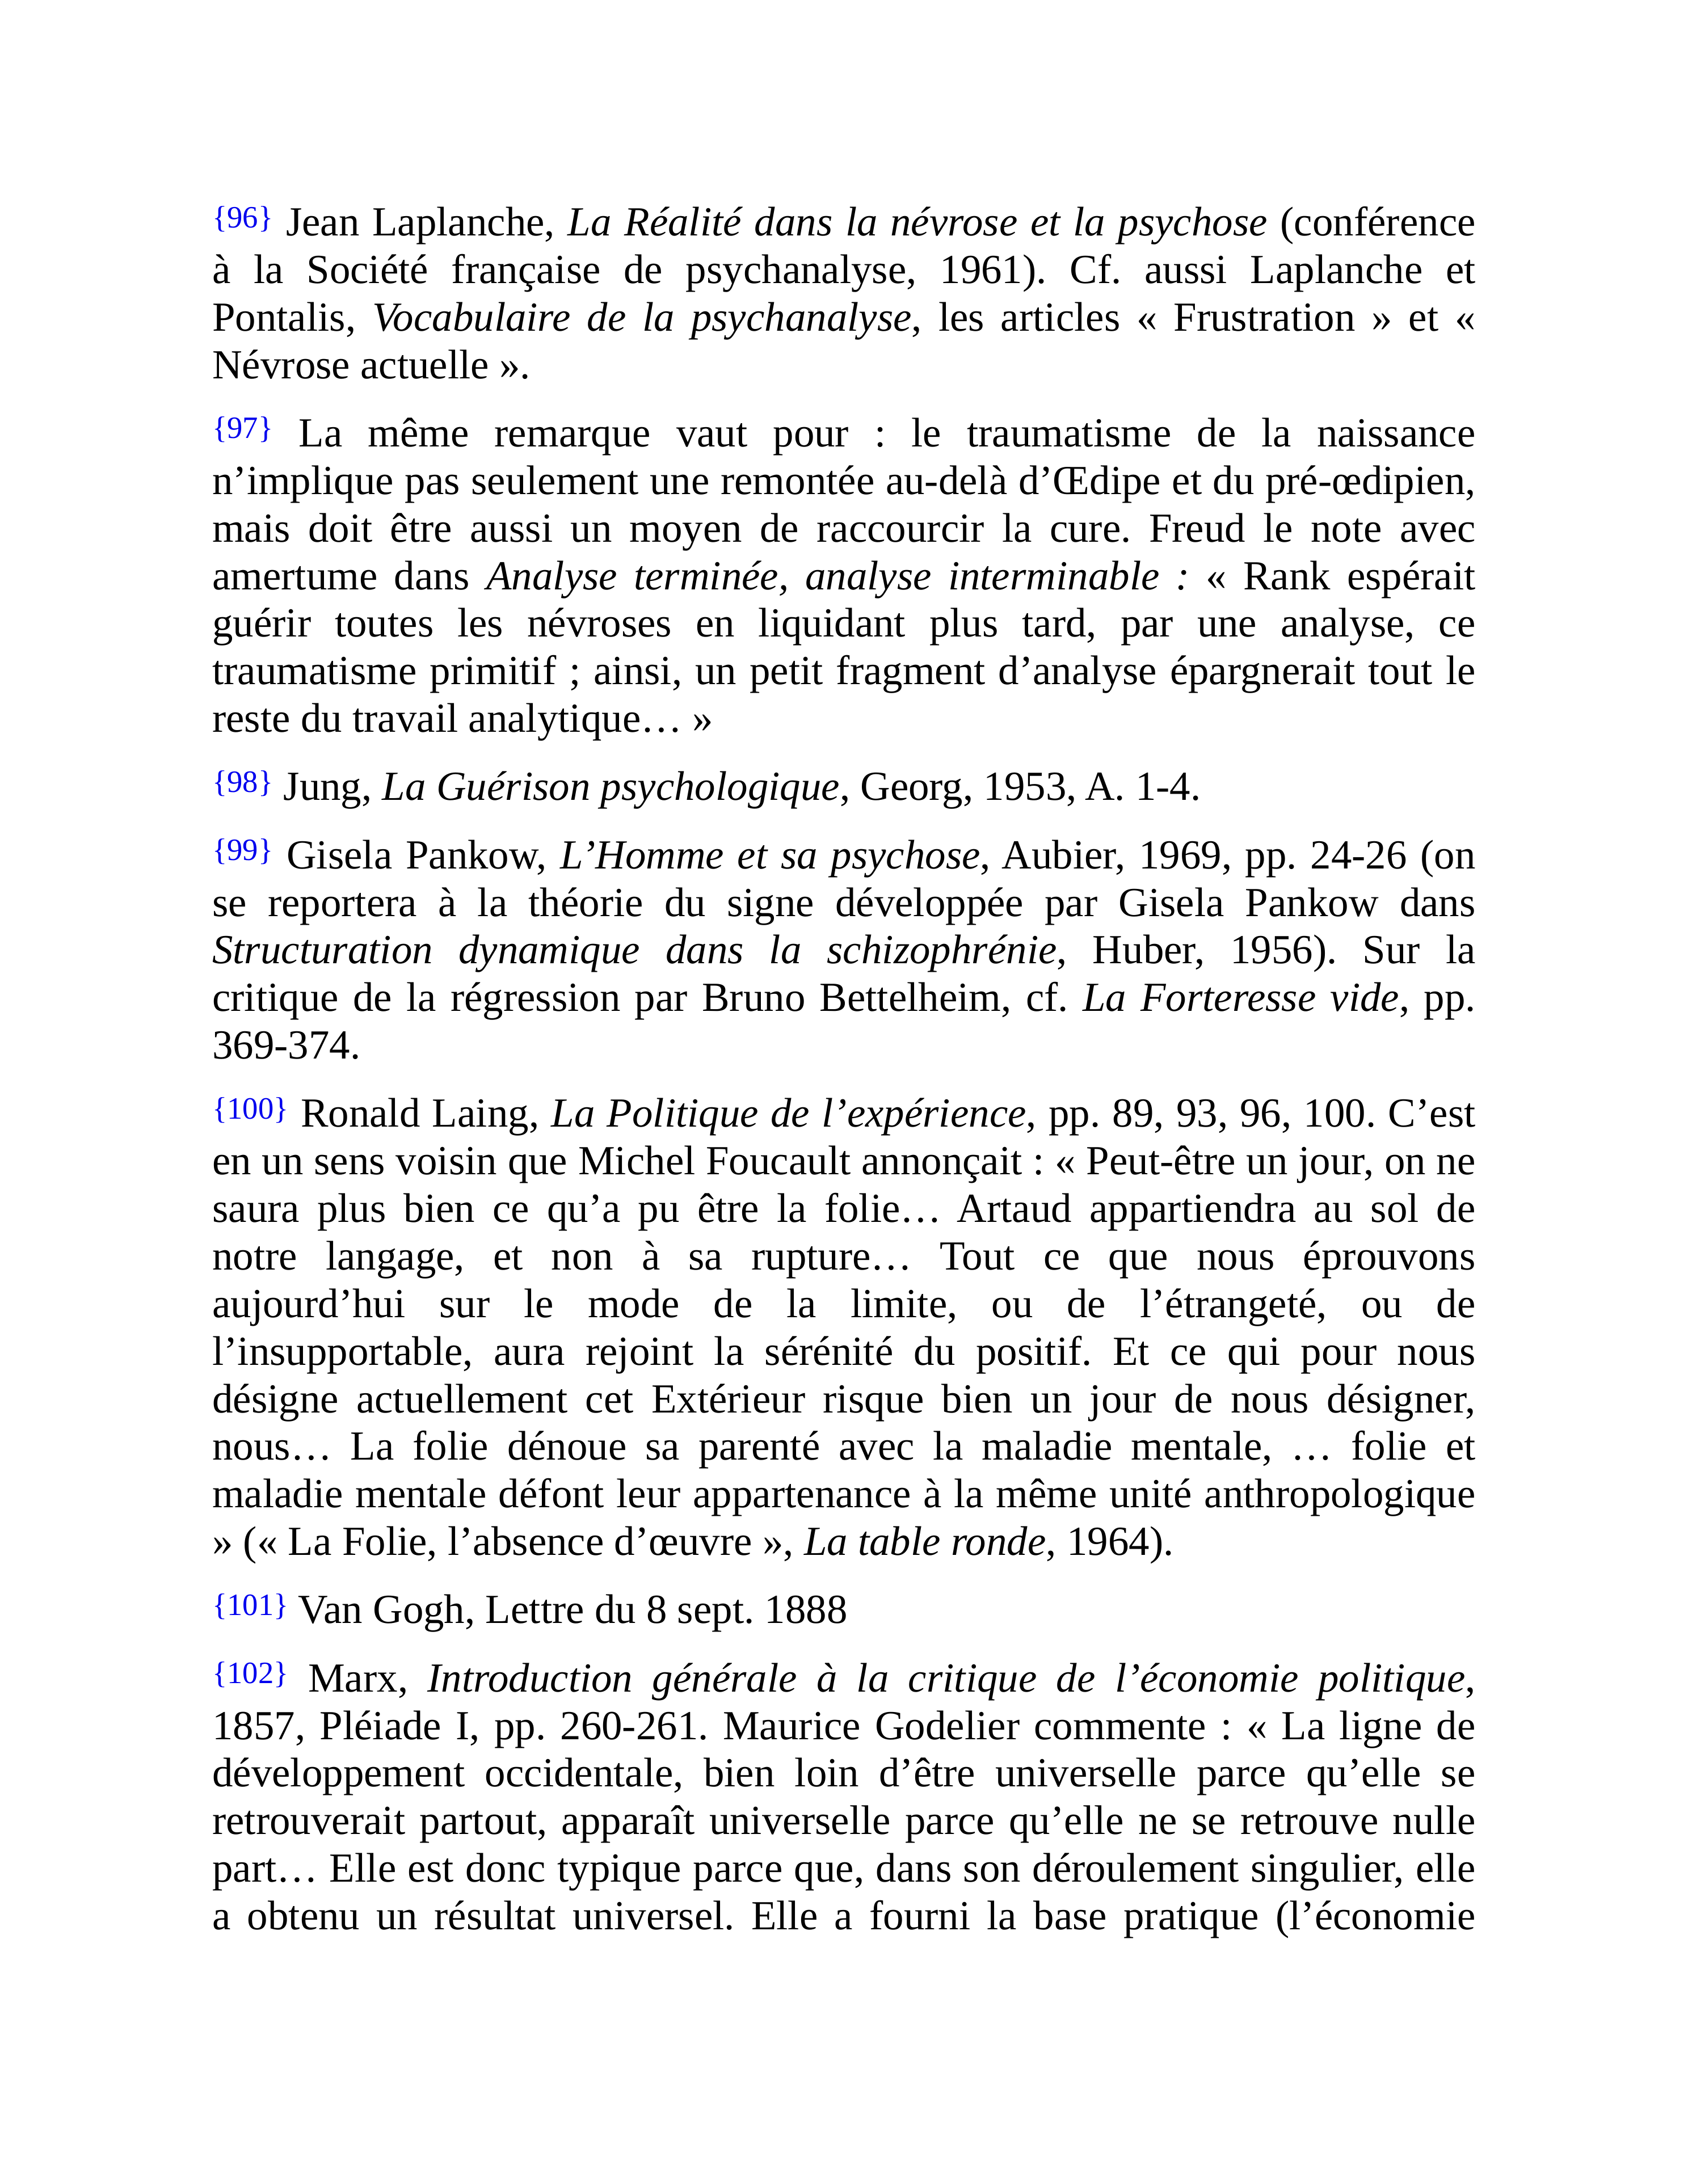 {96} Jean Laplanche, La Réalité dans la névrose et la psychose (conférence
à la Société française de psychanalyse, 1961). Cf. aussi Laplanche et
Pontalis, Vocabulaire de la psychanalyse, les articles « Frustration » et «
Névrose actuelle ».
{97} La même remarque vaut pour : le traumatisme de la naissance
n’implique pas seulement une remontée au-delà d’Œdipe et du pré-œdipien,
mais doit être aussi un moyen de raccourcir la cure. Freud le note avec
amertume dans Analyse terminée, analyse interminable : « Rank espérait
guérir toutes les névroses en liquidant plus tard, par une analyse, ce
traumatisme primitif ; ainsi, un petit fragment d’analyse épargnerait tout le
reste du travail analytique… »
{98} Jung, La Guérison psychologique, Georg, 1953, A. 1-4.
{99} Gisela Pankow, L’Homme et sa psychose, Aubier, 1969, pp. 24-26 (on
se reportera à la théorie du signe développée par Gisela Pankow dans
Structuration dynamique dans la schizophrénie, Huber, 1956). Sur la
critique de la régression par Bruno Bettelheim, cf. La Forteresse vide, pp.
369-374.
{100} Ronald Laing, La Politique de l’expérience, pp. 89, 93, 96, 100. C’est
en un sens voisin que Michel Foucault annonçait : « Peut-être un jour, on ne
saura plus bien ce qu’a pu être la folie… Artaud appartiendra au sol de
notre langage, et non à sa rupture… Tout ce que nous éprouvons
aujourd’hui sur le mode de la limite, ou de l’étrangeté, ou de
l’insupportable, aura rejoint la sérénité du positif. Et ce qui pour nous
désigne actuellement cet Extérieur risque bien un jour de nous désigner,
nous… La folie dénoue sa parenté avec la maladie mentale, … folie et
maladie mentale défont leur appartenance à la même unité anthropologique
» (« La Folie, l’absence d’œuvre », La table ronde, 1964).
{101} Van Gogh, Lettre du 8 sept. 1888
{102} Marx, Introduction générale à la critique de l’économie politique,
1857, Pléiade I, pp. 260-261. Maurice Godelier commente : « La ligne de
développement occidentale, bien loin d’être universelle parce qu’elle se
retrouverait partout, apparaît universelle parce qu’elle ne se retrouve nulle
part… Elle est donc typique parce que, dans son déroulement singulier, elle
a obtenu un résultat universel. Elle a fourni la base pratique (l’économie